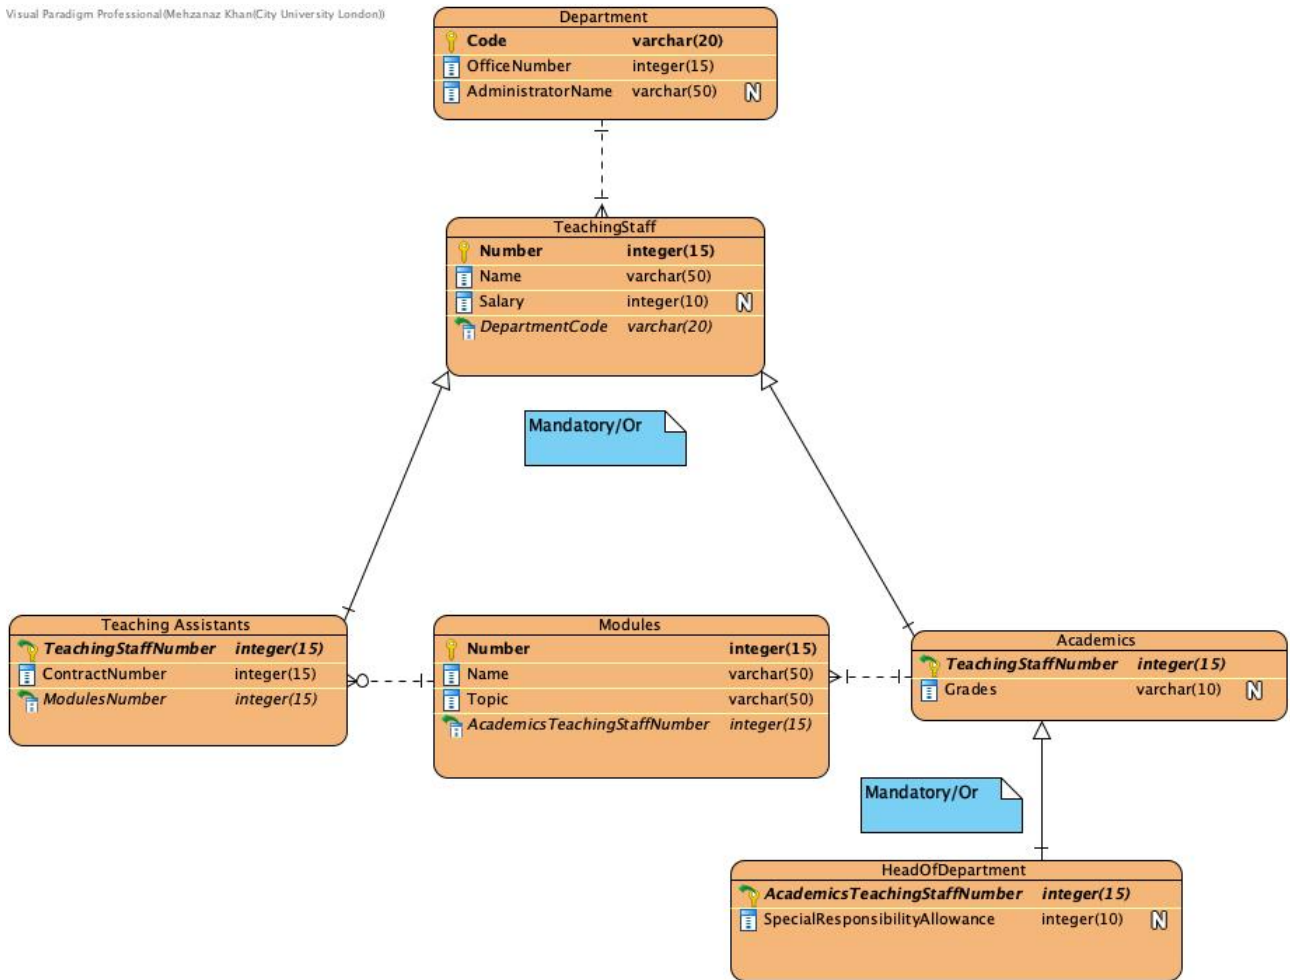 Visual Paradigm Professional(Mehzanaz Khan(City University London))
Department
Code varchar(20)
OfficeNumber integer(15)
AdministratorName varchar(50) N
TeachingStaff
Number integer(15)
Name varchar(50)
Salary integer(10) N
DepartmentCode varchar(20)
Mandatory/Or
Teaching Assistants
TeachingStaffNumber integer(15)
ContractNumber integer(15)
ModulesNumber integer(15)
Modules
Number integer(15)
Name varchar(50)
Topic varchar(50)
AcademicsTeachingStaffNumber integer(15)
Academics
TeachingStaffNumber integer(15)
Grades varchar(10) N
Mandatory/Or
HeadOfDepartment
AcademicsTeachingStaffNumber integer(15)
SpecialResponsibilityAllowance integer(10) N